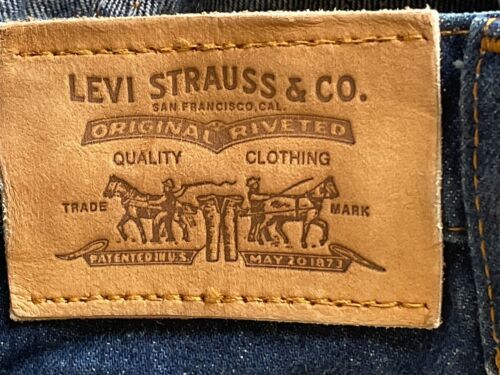 LEVI STRAUSS & CO.
SAN FRANCISCO, CAL.
ORIGINAL RIVETED
QUALITY CLOTHING
TRADE MARK
PATENTED IN U.S. MAY 20 1873